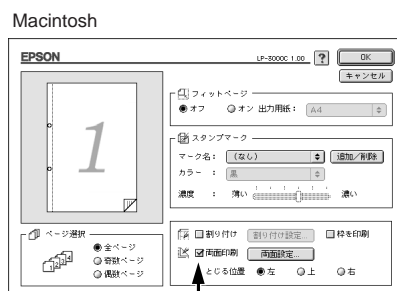 Macintosh
EPSON
LP-3000C 1.00 ? OK
キャンセル
フィットページ
オフ オン 出力用紙： A4
スタンプマーク
マーク名： （なし） 追加／削除
カラー ： 黒
濃度 ： 薄い 濃い
1
ページ選択
全ページ
奇数ページ
偶数ページ
1 2 3 4
割り付け 割り付け設定... 枠を印刷
両面印刷 両面設定...
とじる位置 左 上 右